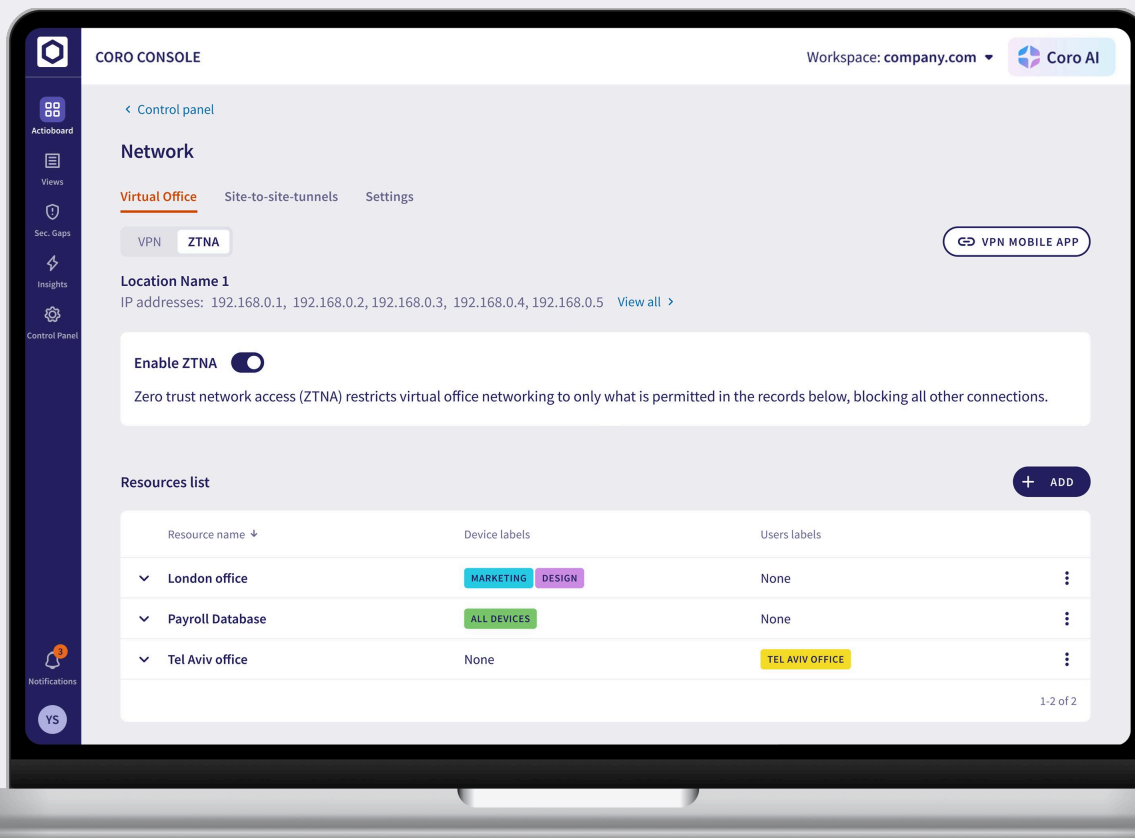 CORO CONSOLE
Workspace: company.com
Coro AI
Actioboard
Views
Sec. Gaps
Insights
Control Panel
Control panel
Network
Virtual Office Site-to-site-tunnels Settings
VPN ZTNA
VPN MOBILE APP
Location Name 1
IP addresses: 192.168.0.1, 192.168.0.2, 192.168.0.3, 192.168.0.4, 192.168.0.5 View all
Enable ZTNA
Zero trust network access (ZTNA) restricts virtual office networking to only what is permitted in the records below, blocking all other connections.
Resources list
+ ADD
Resource name Device labels Users labels
London office MARKETING DESIGN None
Payroll Database ALL DEVICES None
Tel Aviv office None TEL AVIV OFFICE
1-2 of 2
3
Notifications
YS